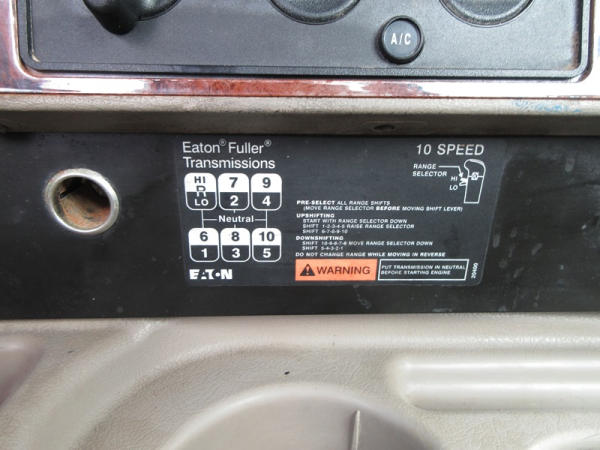 A/C
Eaton® Fuller®
Transmissions
10 SPEED
RANGE
SELECTOR
HI
LO
HI 7 9
R
LO 2 4
Neutral
6 8 10
1 3 5
EATON
PRE-SELECT ALL RANGE SHIFTS
(MOVE RANGE SELECTOR BEFORE MOVING SHIFT LEVER)
UPSHIFTING
START WITH RANGE SELECTOR DOWN
SHIFT 1-2-3-4-5 RAISE RANGE SELECTOR
SHIFT 6-7-8-9-10
DOWNSHIFTING
SHIFT 10-9-8-7-6 MOVE RANGE SELECTOR DOWN
SHIFT 5-4-3-2-1
DO NOT CHANGE RANGE WHILE MOVING IN REVERSE
WARNING
PUT TRANSMISSION IN NEUTRAL
BEFORE STARTING ENGINE